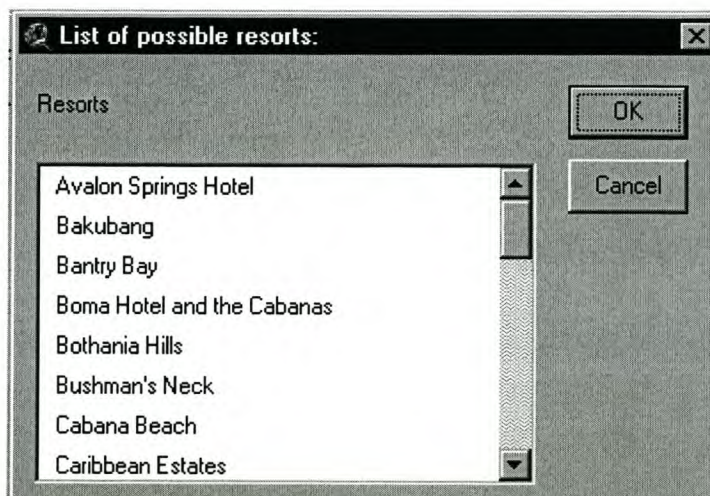 List of possible resorts:
Resorts
OK
Cancel
Avalon Springs Hotel
Bakubang
Bantry Bay
Boma Hotel and the Cabanas
Bothania Hills
Bushman's Neck
Cabana Beach
Caribbean Estates